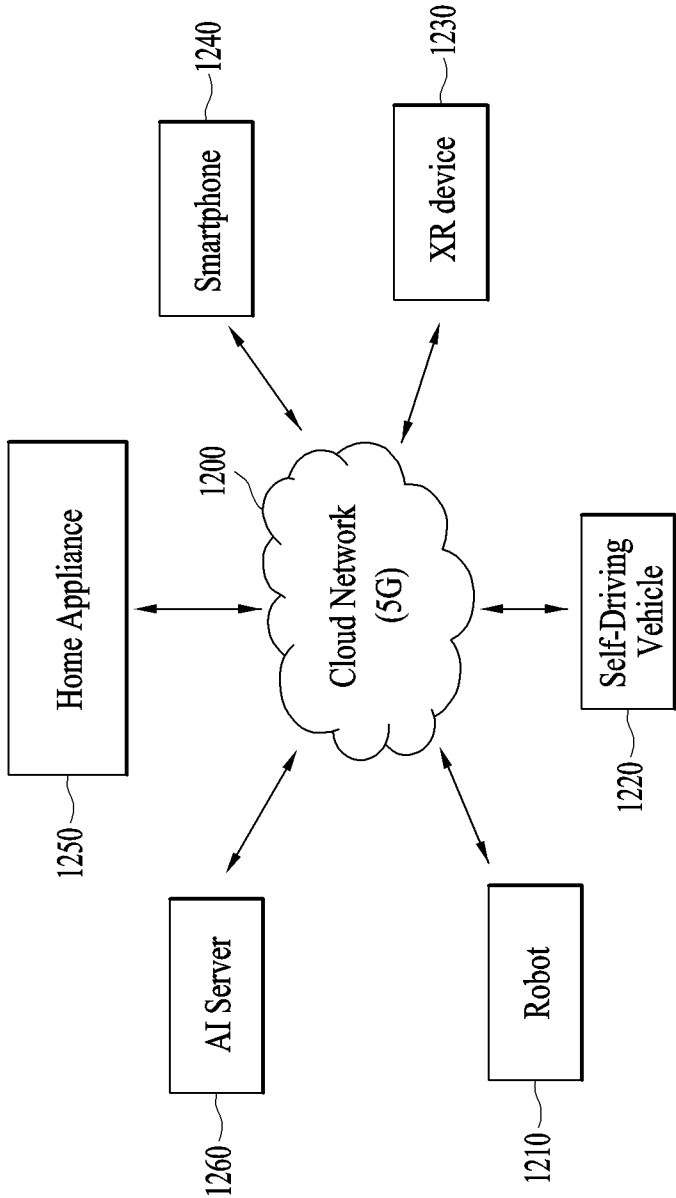 1250
Home Appliance
1260
AI Server
Smartphone
1240
1200
Cloud Network
(5G)
1210
Robot
1220
Self-Driving
Vehicle
XR device
1230